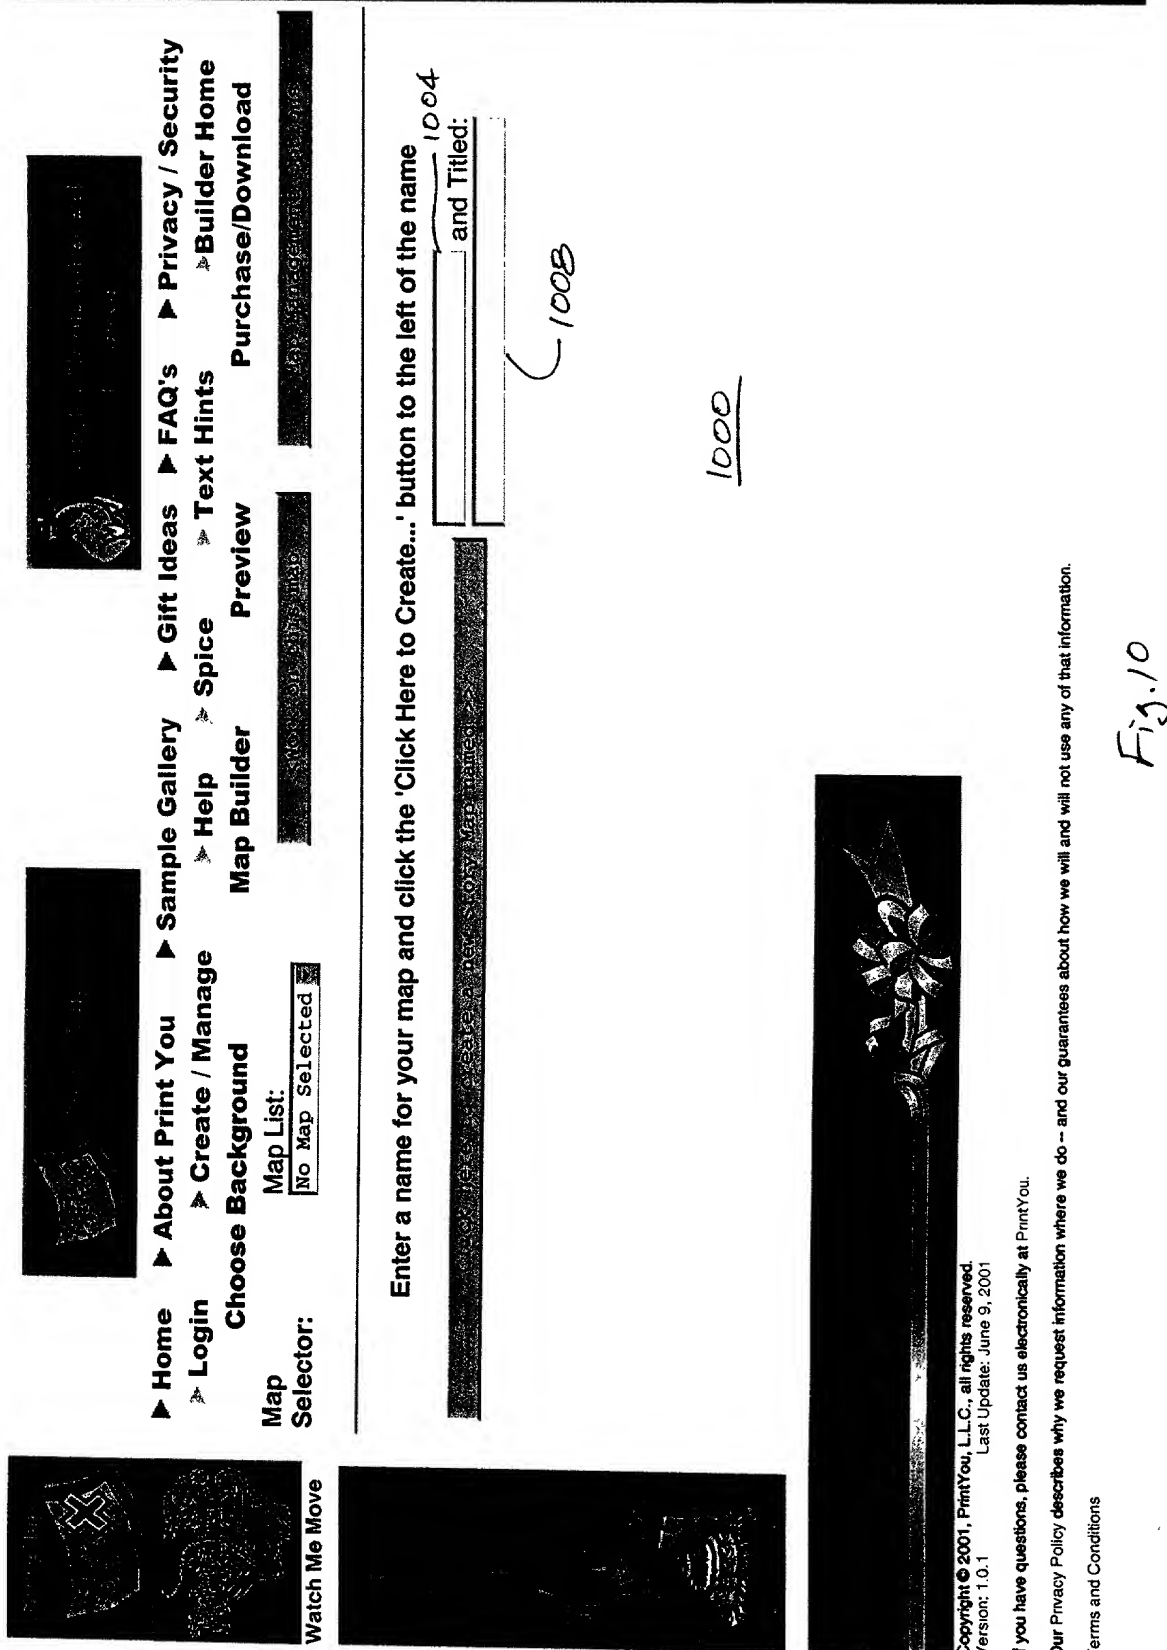 ► Home ► About Print You ► Sample Gallery ► Gift Ideas ► FAQ's ► Privacy / Security
► Login ► Create / Manage ► Help ► Spice ► Text Hints ► Builder Home
Choose Background Map Builder Preview Purchase/Download
Map Selector:
Map List:
No Map Selected
Watch Me Move
Enter a name for your map and click the 'Click Here to Create...' button to the left of the name
1004
and Titled:
1008
1000
Copyright © 2001, PrintYou, L.L.C., all rights reserved.
Version: 1.0.1 Last Update: June 9, 2001
f you have questions, please contact us electronically at PrintYou.
Our Privacy Policy describes why we request information where we do -- and our guarantees about how we will and will not use any of that information.
Terms and Conditions
Fig. 10